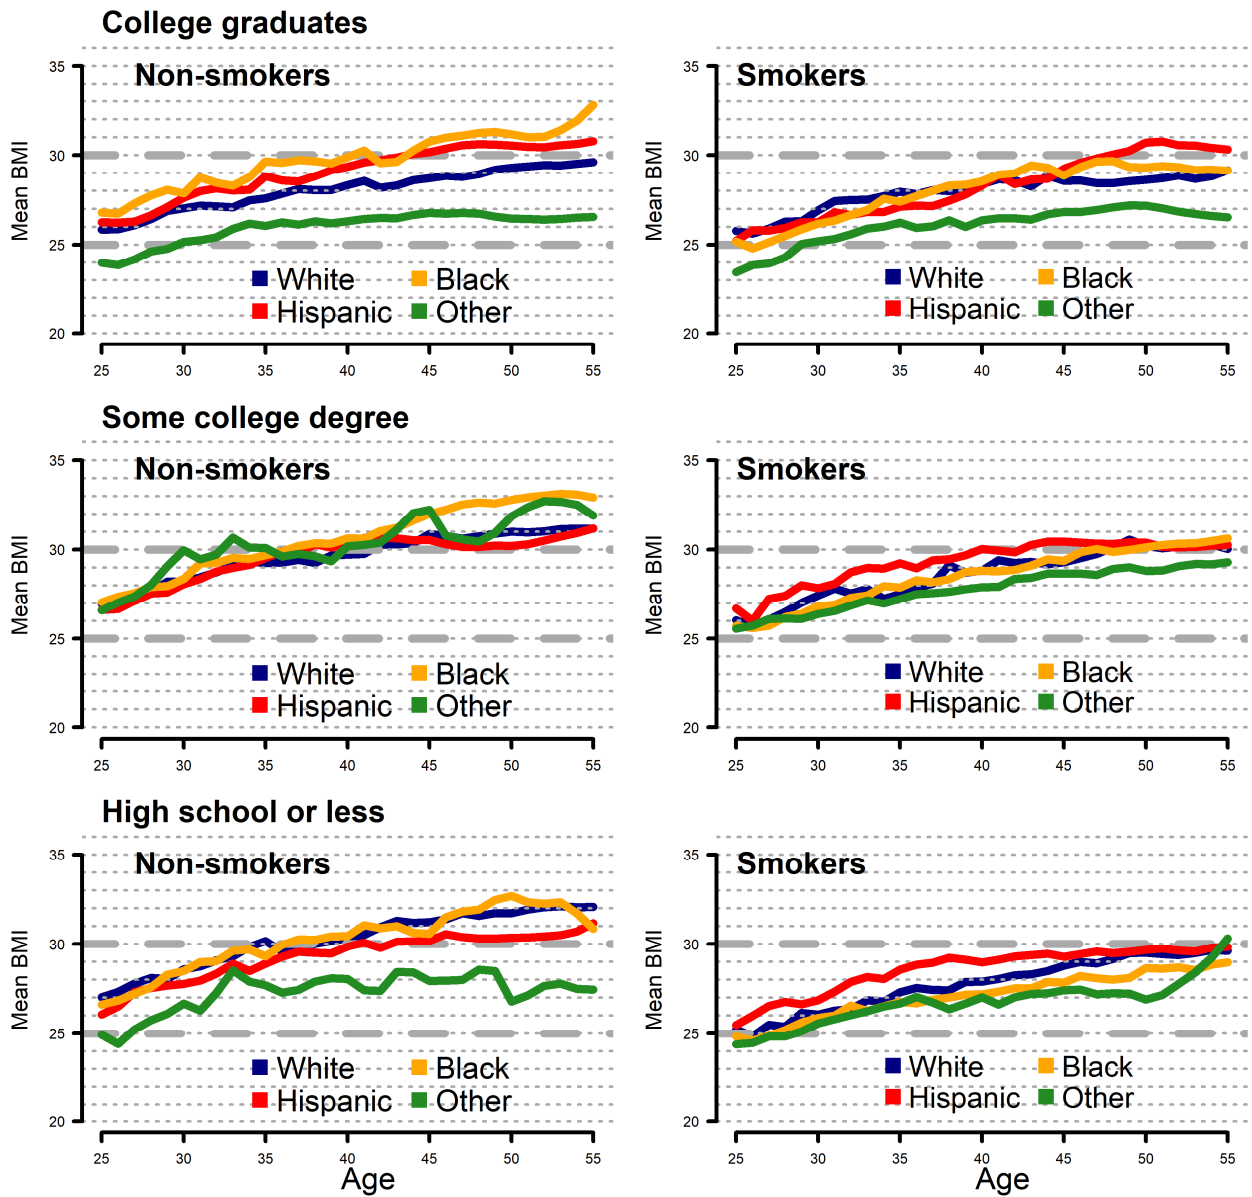 College graduates
Non-smokers
Mean BMI
35
30
25
20
White
Black
Hispanic
Other
25 30 35 40 45 50 55
Smokers
Mean BMI
35
30
25
20
White
Black
Hispanic
Other
25 30 35 40 45 50 55
Some college degree
Non-smokers
Mean BMI
35
30
25
20
White
Black
Hispanic
Other
25 30 35 40 45 50 55
Smokers
Mean BMI
35
30
25
20
White
Black
Hispanic
Other
25 30 35 40 45 50 55
High school or less
Non-smokers
Mean BMI
35
30
25
20
White
Black
Hispanic
Other
25 30 35 40 45 50 55
Age
Smokers
Mean BMI
35
30
25
20
White
Black
Hispanic
Other
25 30 35 40 45 50 55
Age